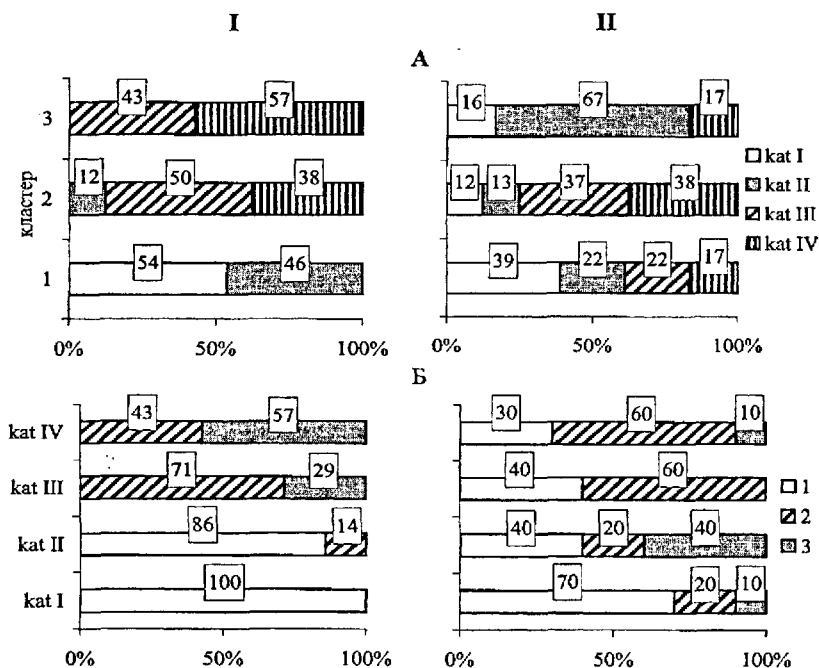 I II
А
43 57
3
12 50 38
2
54 46
1
кластер
0% 50% 100%
16 67 17
12 13 37 38
39 22 22 17
0% 50% 100%
kat I
kat II
kat III
kat IV
Б
43 57
kat IV
71 29
kat III
86 14
kat II
100
kat I
0% 50% 100%
30 60 10
40 60
40 20 40
70 20 10
0% 50% 100%
1
2
3